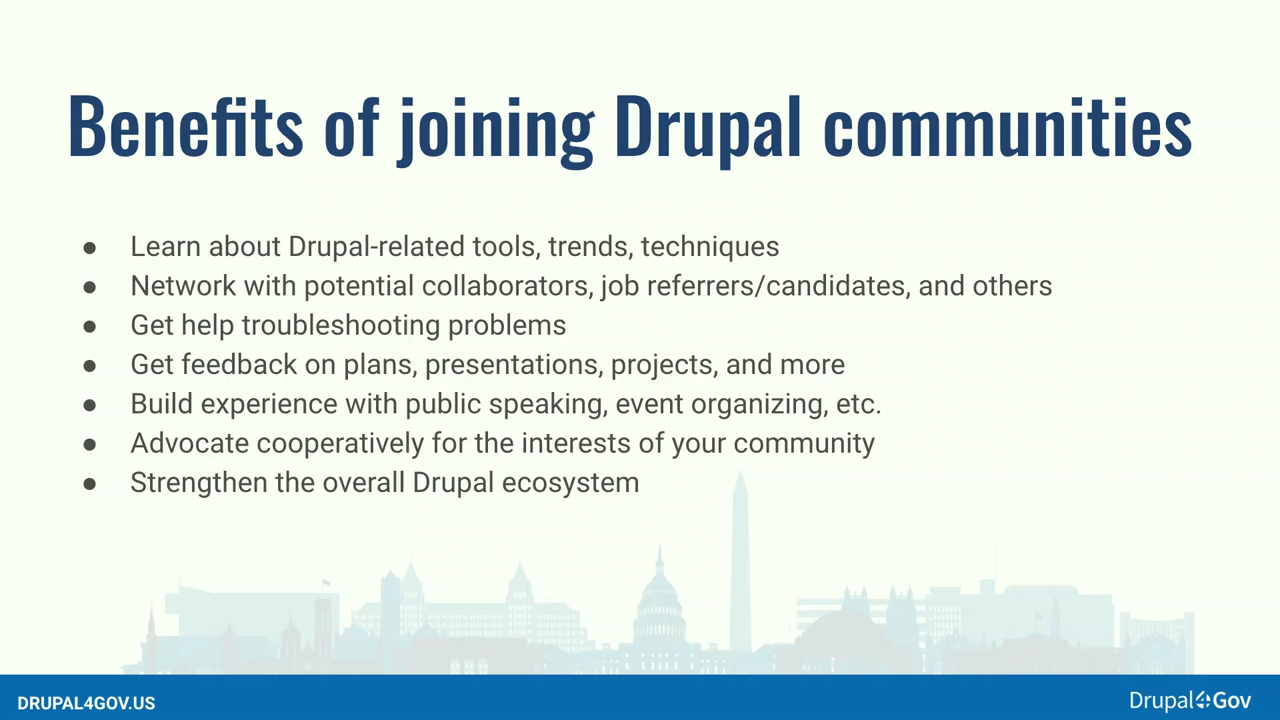 Benefits of joining Drupal communities
● Learn about Drupal-related tools, trends, techniques
● Network with potential collaborators, job referrers/candidates, and others
● Get help troubleshooting problems
● Get feedback on plans, presentations, projects, and more
● Build experience with public speaking, event organizing, etc.
● Advocate cooperatively for the interests of your community
● Strengthen the overall Drupal ecosystem
DRUPAL4GOV.US
Drupal4Gov